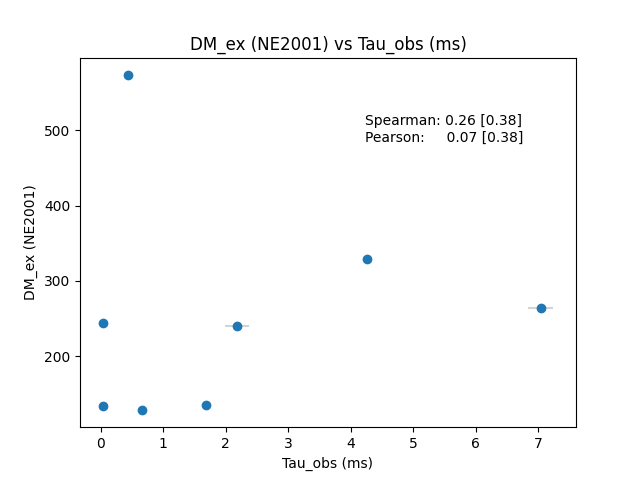 DM_ex (NE2001) vs Tau_obs (ms)
Spearman: 0.26 [0.38]
Pearson: 0.07 [0.38]
500
400
300
200
DM_ex (NE2001)
0 1 2 3 4 5 6 7
Tau_obs (ms)